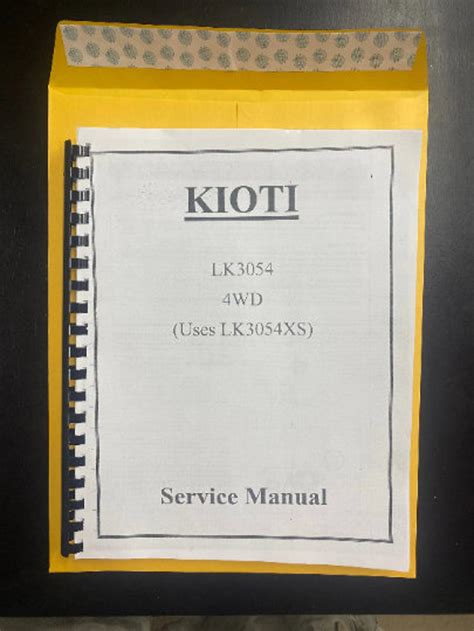 KIOTI
LK3054
4WD
(Uses LK3054XS)
Service Manual